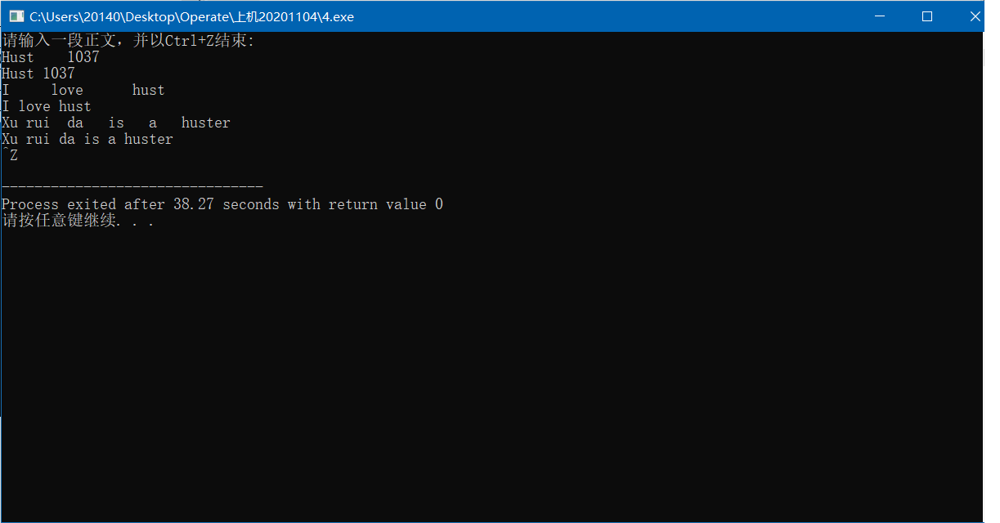 C:\Users\20140\Desktop\Operate\上机20201104\4.exe
请输入一段正文，并以Ctrl+Z结束:
Hust    1037
Hust 1037
I     love      hust
I love hust
Xu rui  da   is   a   huster
Xu rui da is a huster
^Z
--------------------------------
Process exited after 38.27 seconds with return value 0
请按任意键继续. . .